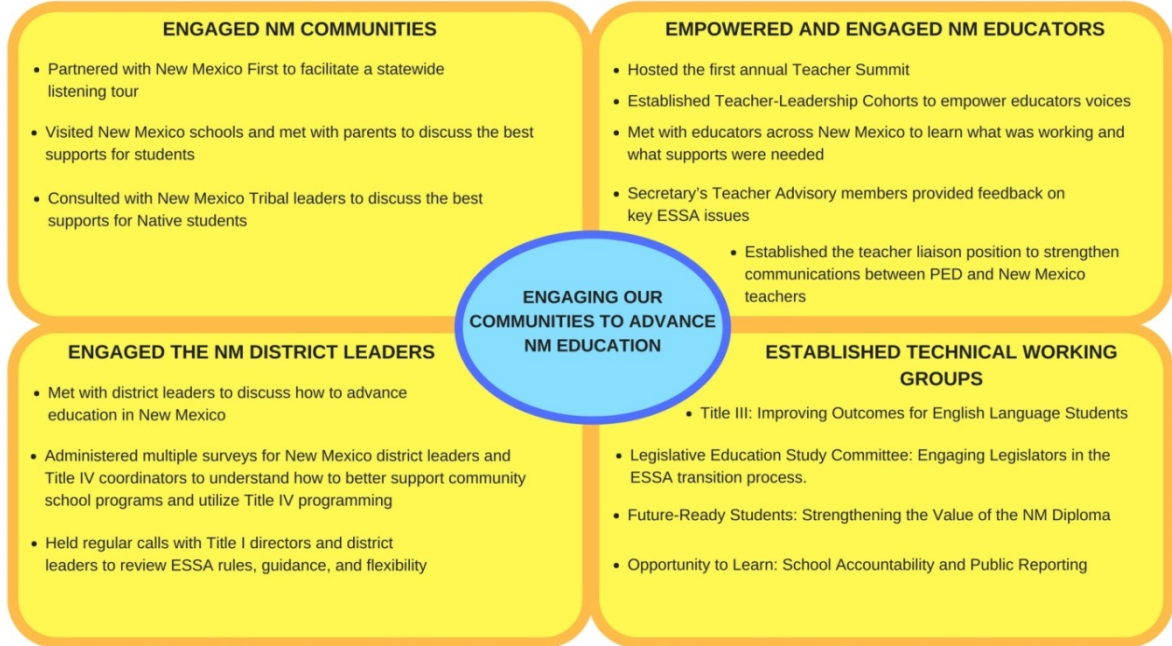 ENGAGED NM COMMUNITIES
• Partnered with New Mexico First to facilitate a statewide
listening tour
• Visited New Mexico schools and met with parents to discuss the best
supports for students
• Consulted with New Mexico Tribal leaders to discuss the best
supports for Native students
EMPOWERED AND ENGAGED NM EDUCATORS
• Hosted the first annual Teacher Summit
• Established Teacher-Leadership Cohorts to empower educators voices
• Met with educators across New Mexico to learn what was working and
what supports were needed
• Secretary's Teacher Advisory members provided feedback on
key ESSA issues
• Established the teacher liaison position to strengthen
communications between PED and New Mexico
teachers
ENGAGING OUR
COMMUNITIES TO ADVANCE
NM EDUCATION
ENGAGED THE NM DISTRICT LEADERS
• Met with district leaders to discuss how to advance
education in New Mexico
• Administered multiple surveys for New Mexico district leaders and
Title IV coordinators to understand how to better support community
school programs and utilize Title IV programming
• Held regular calls with Title I directors and district
leaders to review ESSA rules, guidance, and flexibility
ESTABLISHED TECHNICAL WORKING
GROUPS
• Title III: Improving Outcomes for English Language Students
• Legislative Education Study Committee: Engaging Legislators in the
ESSA transition process.
• Future-Ready Students: Strengthening the Value of the NM Diploma
• Opportunity to Learn: School Accountability and Public Reporting